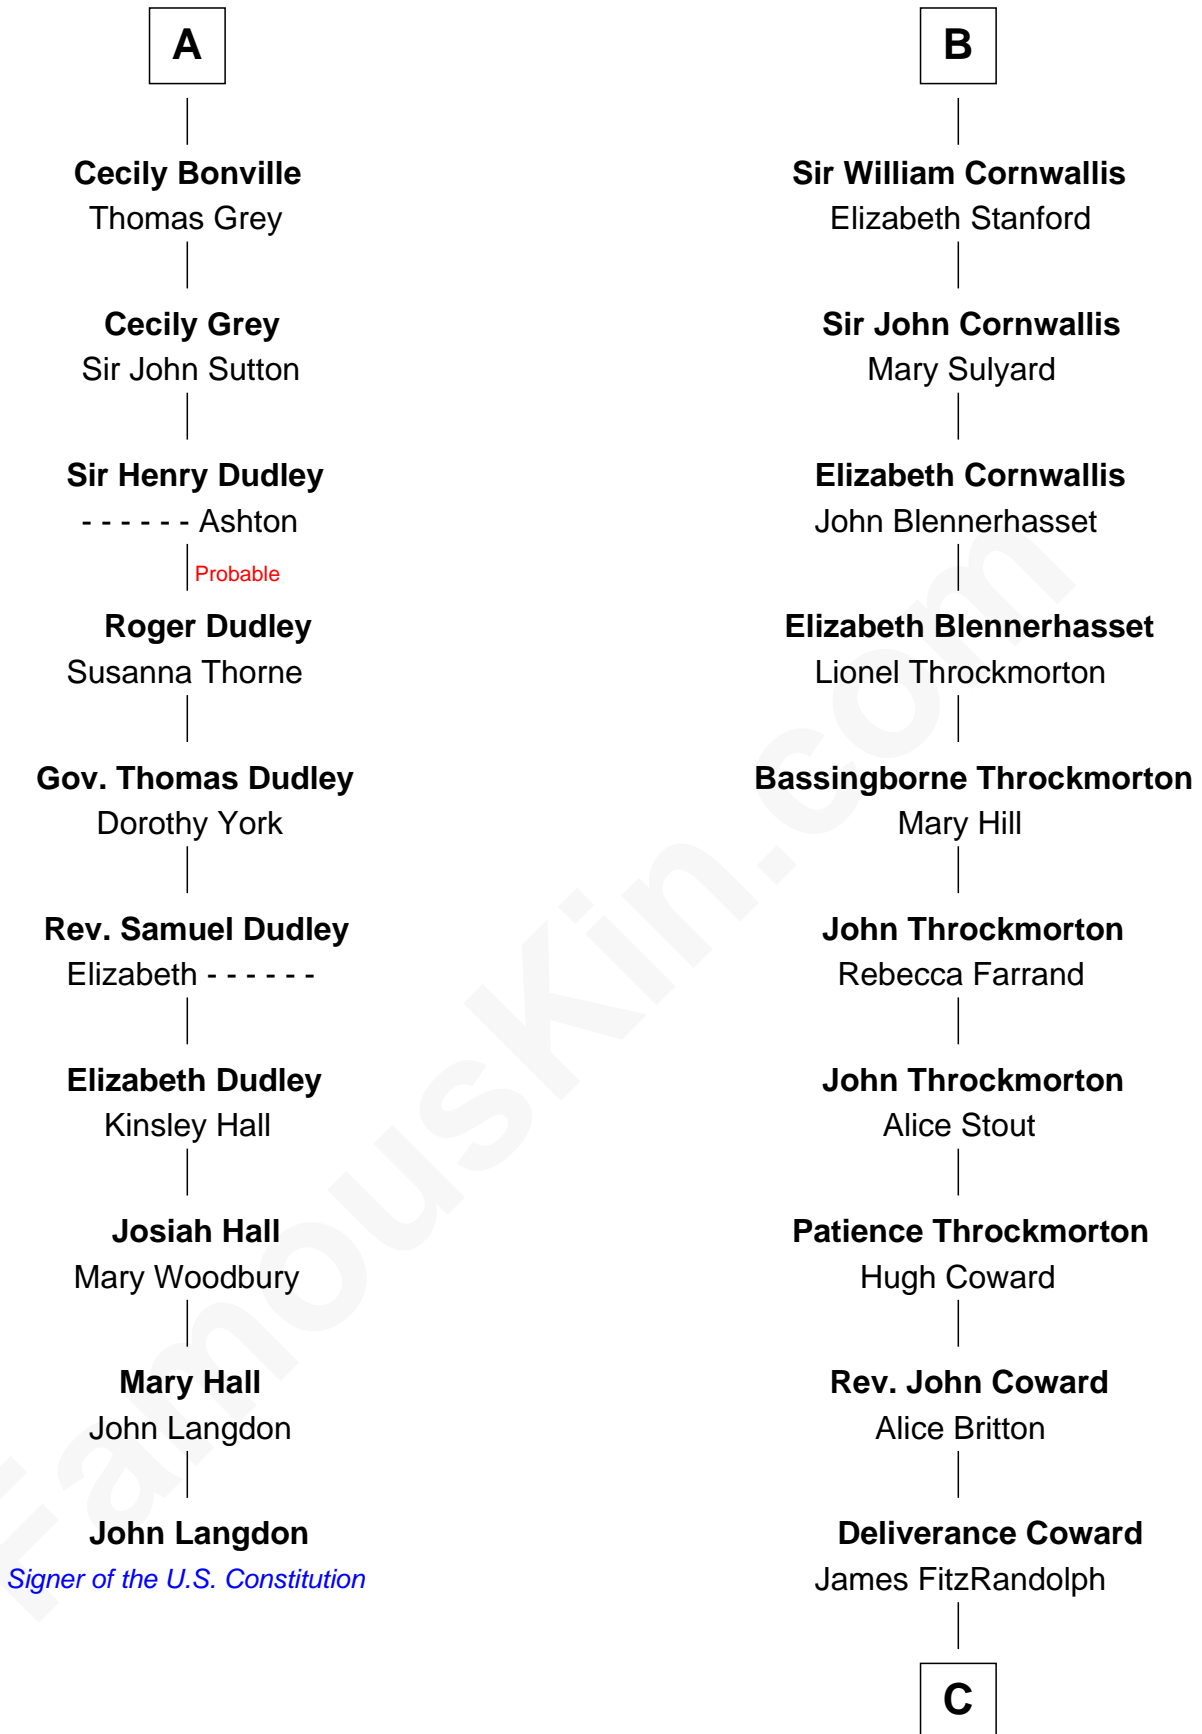 A
Cecily Bonville
Thomas Grey
Cecily Grey
Sir John Sutton
Sir Henry Dudley
- - - - - - Ashton
Probable
Roger Dudley
Susanna Thorne
Gov. Thomas Dudley
Dorothy York
Rev. Samuel Dudley
Elizabeth - - - - - -
Elizabeth Dudley
Kinsley Hall
Josiah Hall
Mary Woodbury
Mary Hall
John Langdon
John Langdon
Signer of the U.S. Constitution
B
Sir William Cornwallis
Elizabeth Stanford
Sir John Cornwallis
Mary Sulyard
Elizabeth Cornwallis
John Blennerhasset
Elizabeth Blennerhasset
Lionel Throckmorton
Bassingborne Throckmorton
Mary Hill
John Throckmorton
Rebecca Farrand
John Throckmorton
Alice Stout
Patience Throckmorton
Hugh Coward
Rev. John Coward
Alice Britton
Deliverance Coward
James FitzRandolph
C
FamousKin.com